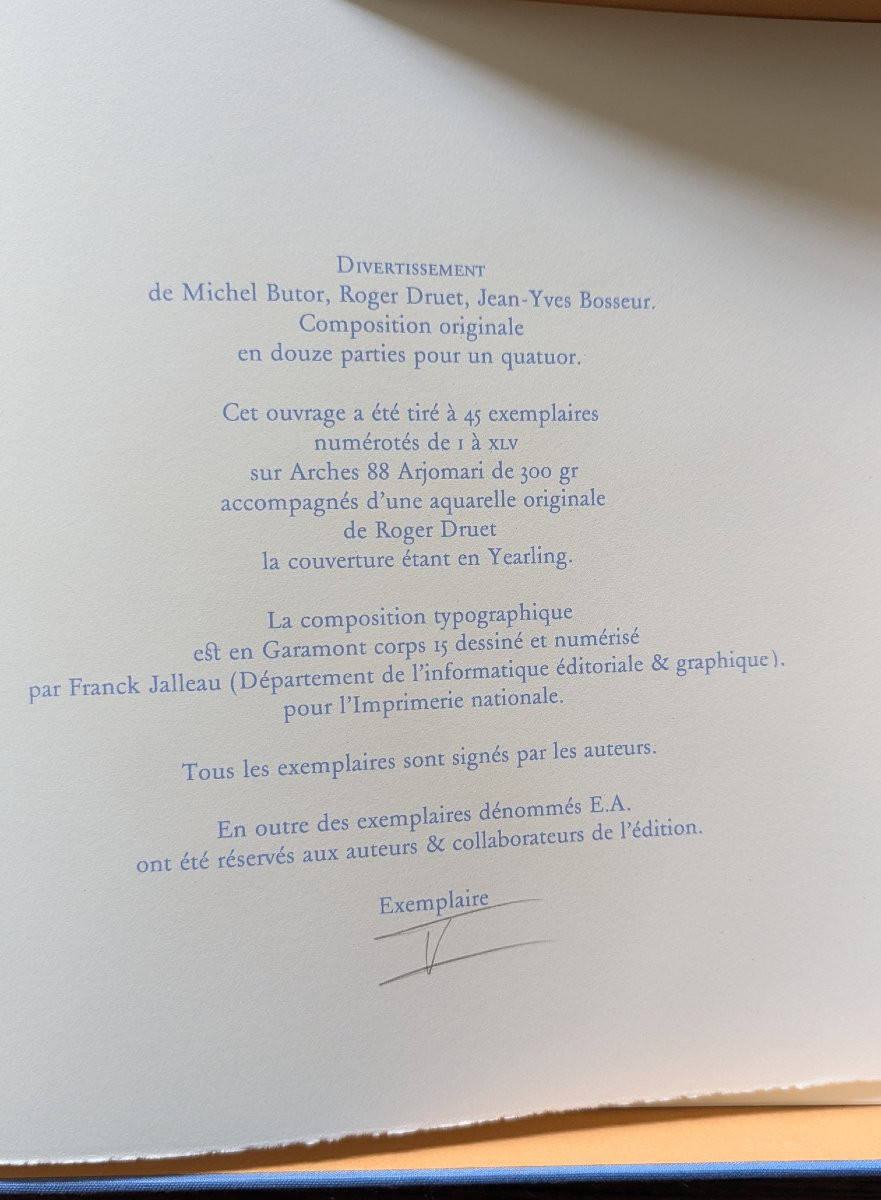 DIVERTISSEMENT
de Michel Butor, Roger Druet, Jean-Yves Bosseur.
Composition originale
en douze parties pour un quatuor.
Cet ouvrage a été tiré à 45 exemplaires
numérotés de I à XLV
sur Arches 88 Arjomari de 300 gr
accompagnés d'une aquarelle originale
de Roger Druet
la couverture étant en Yearling.
La composition typographique
est en Garamont corps 15 dessiné et numérisé
par Franck Jalleau (Département de l'informatique éditoriale & graphique).
pour l'Imprimerie nationale.
Tous les exemplaires sont signés par les auteurs.
En outre des exemplaires dénommés E.A.
ont été réservés aux auteurs & collaborateurs de l'édition.
Exemplaire
V